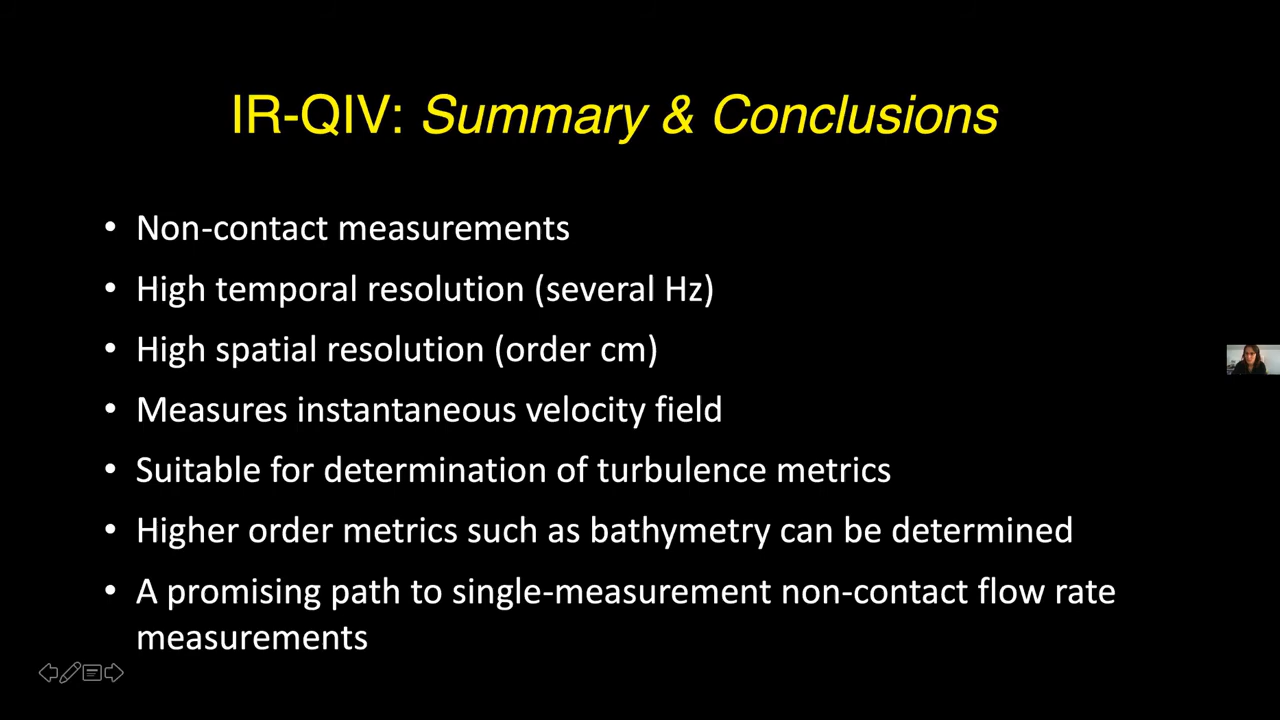 IR-QIV: Summary & Conclusions
• Non-contact measurements
• High temporal resolution (several Hz)
• High spatial resolution (order cm)
• Measures instantaneous velocity field
• Suitable for determination of turbulence metrics
• Higher order metrics such as bathymetry can be determined
• A promising path to single-measurement non-contact flow rate
measurements